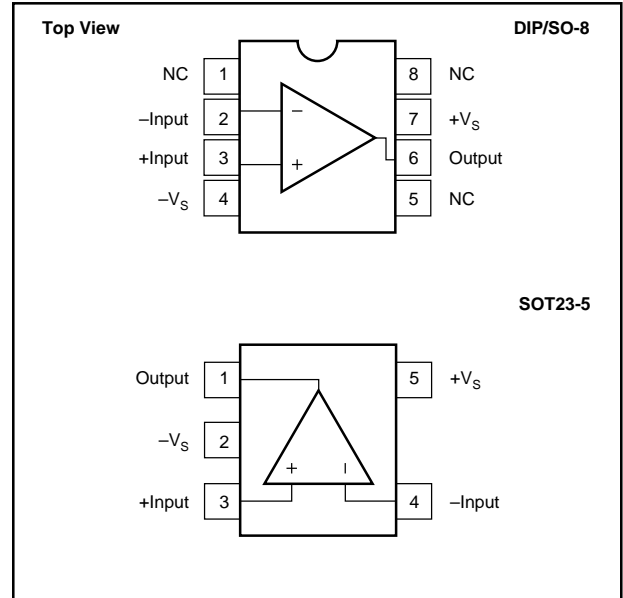 Top View DIP/SO-8
NC 1 8 NC
–Input 2 – 7 +VS
+Input 3 + 6 Output
–VS 4 5 NC
SOT23-5
Output 1 5 +VS
–VS 2
+Input 3 + – 4 –Input